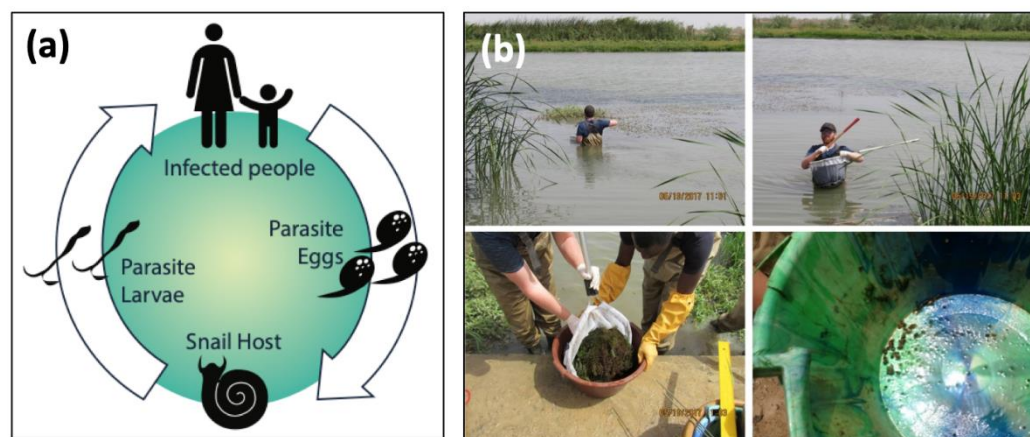 (a)
Infected people
Parasite
Eggs
Parasite
Larvae
Snail Host
(b)